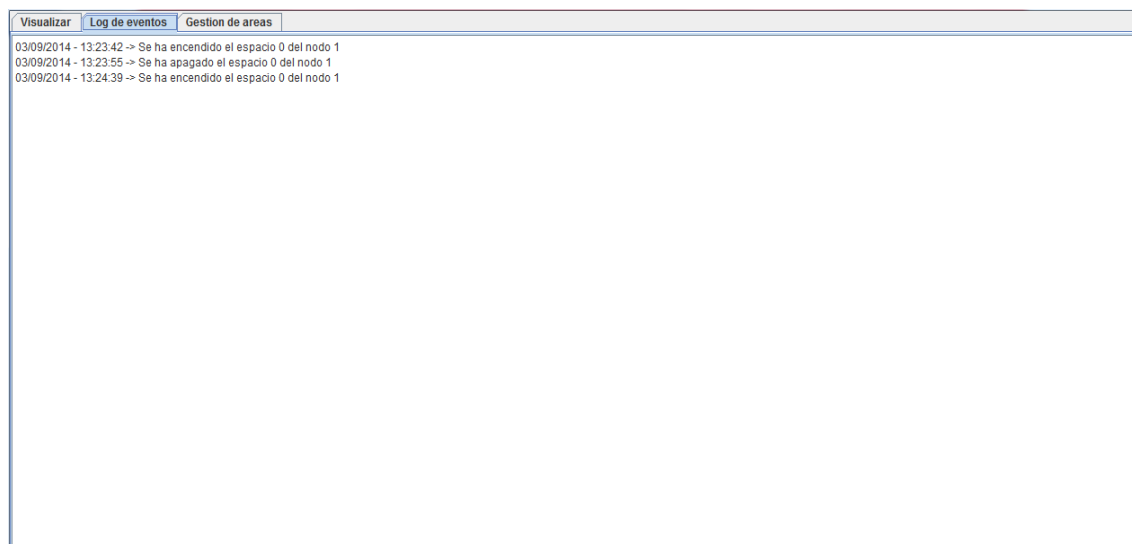 Visualizar Log de eventos Gestion de areas
03/09/2014 - 13:23:42 -> Se ha encendido el espacio 0 del nodo 1
03/09/2014 - 13:23:55 -> Se ha apagado el espacio 0 del nodo 1
03/09/2014 - 13:24:39 -> Se ha encendido el espacio 0 del nodo 1